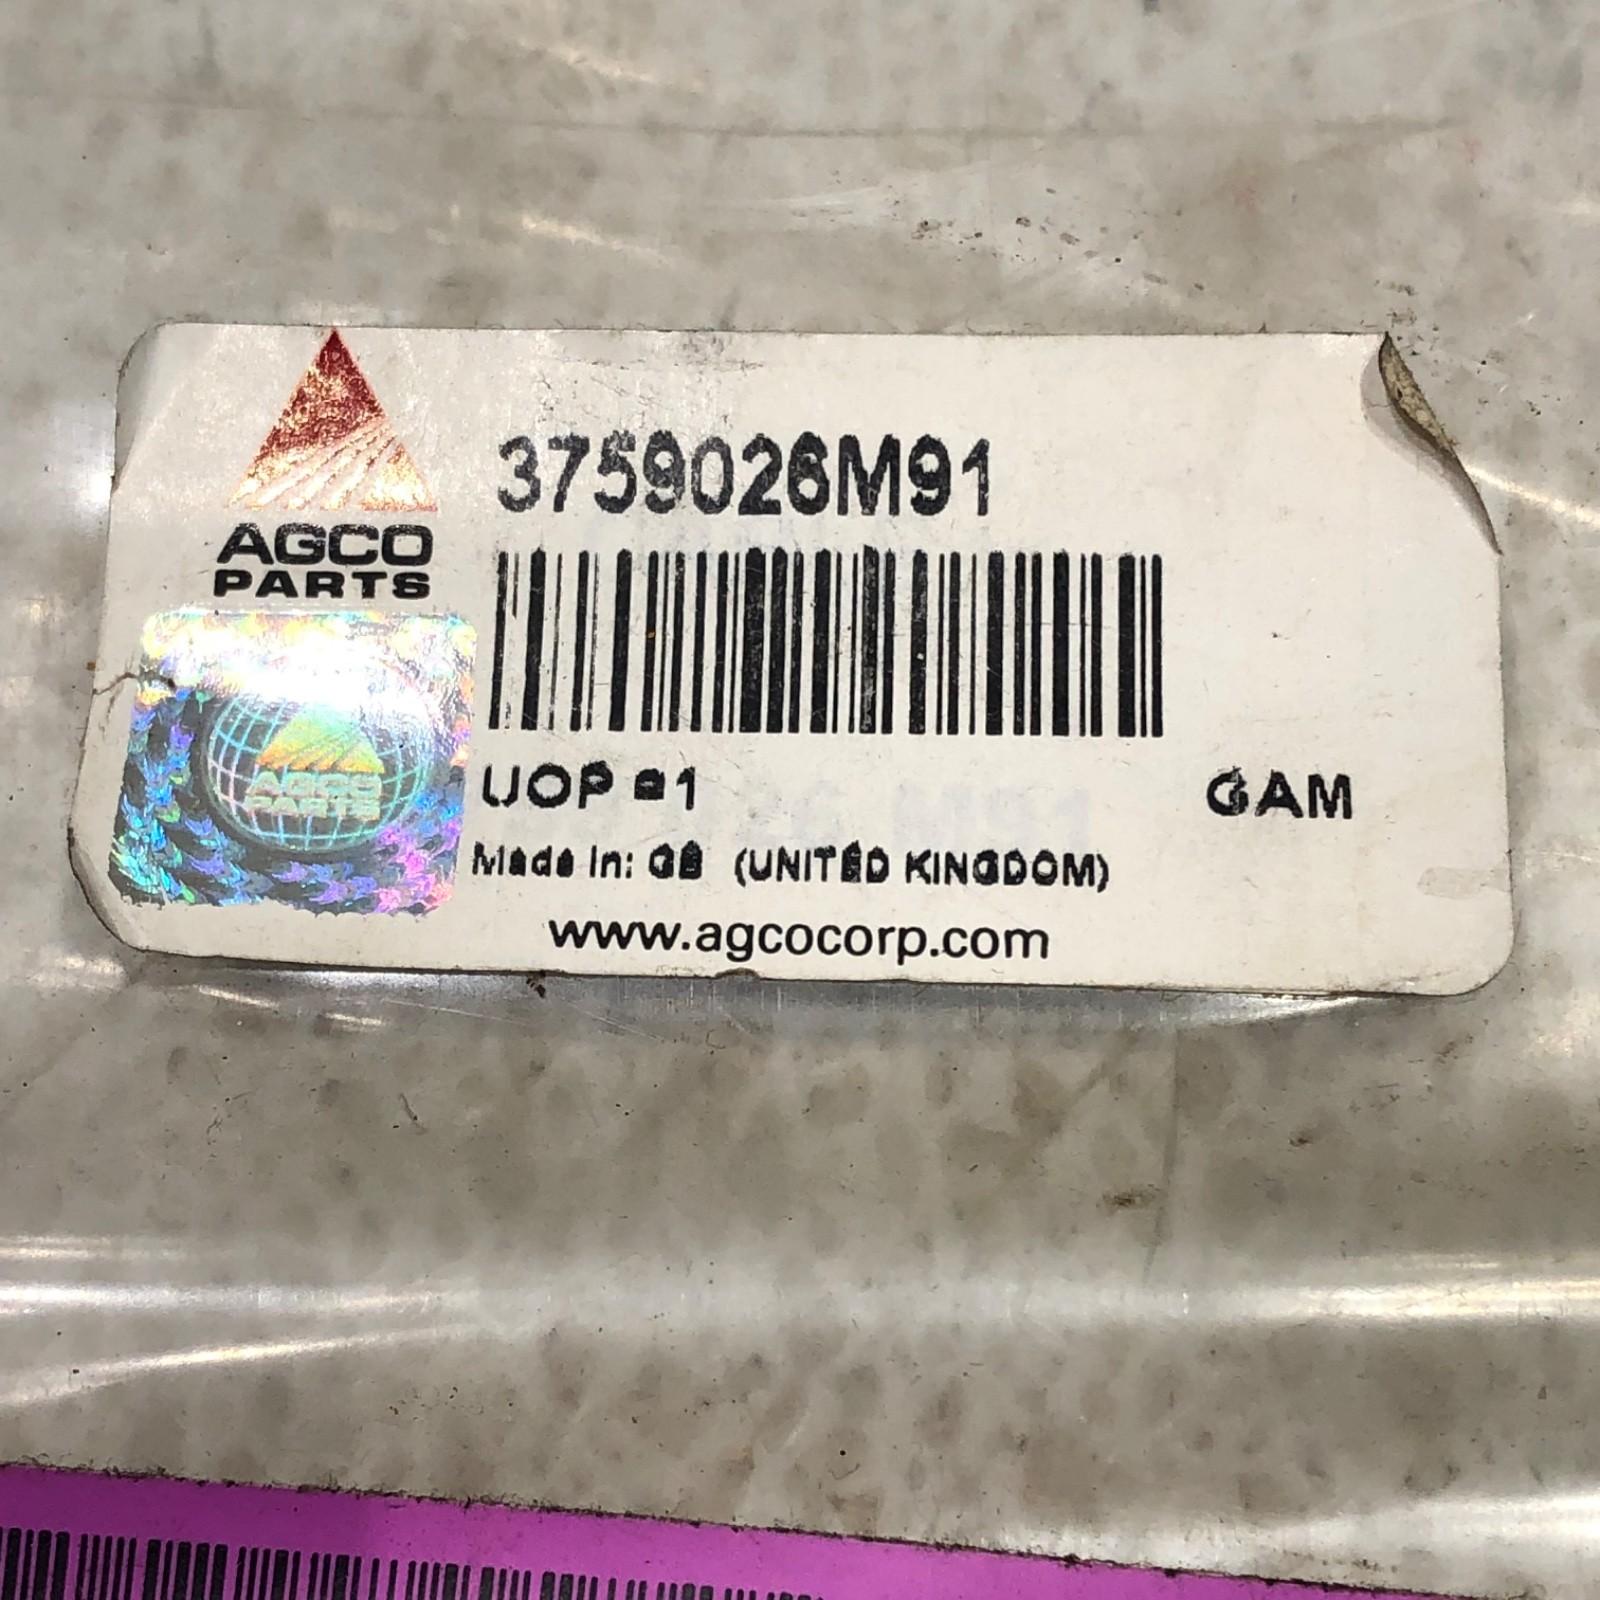 AGCO
PARTS
3759026M91
AGCO
PARTS
UOP =1
GAM
Made In: GB (UNITED KINGDOM)
www.agcocorp.com